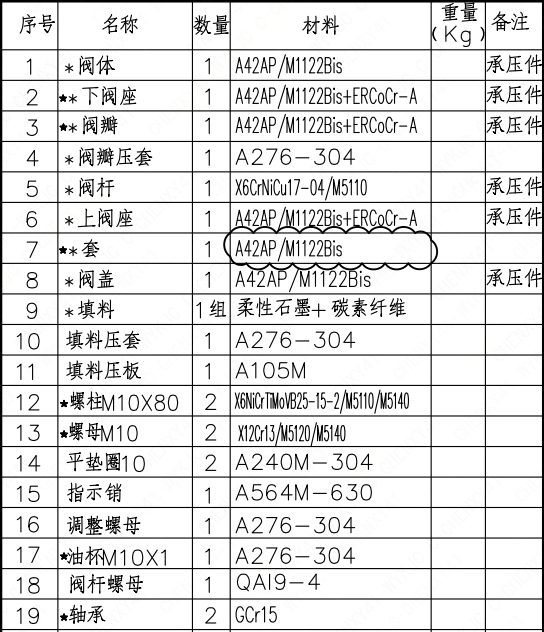 序号 名称 数量 材料 重量(Kg) 备注
1 *阀体 1 A42AP/M1122Bis 承压件
2 **下阀座 1 A42AP/M1122Bis+ERCoCr-A 承压件
3 **阀瓣 1 A42AP/M1122Bis+ERCoCr-A 承压件
4 *阀瓣压套 1 A276-304
5 *阀杆 1 X6CrNiCu17-04/M5110 承压件
6 *上阀座 1 A42AP/M1122Bis+ERCoCr-A 承压件
7 **套 1 A42AP/M1122Bis
8 *阀盖 1 A42AP/M1122Bis 承压件
9 *填料 1组 柔性石墨+碳素纤维
10 填料压套 1 A276-304
11 填料压板 1 A105M
12 *螺柱M10X80 2 X6NiCrTiMoVB25-15-2/M5110/M5140
13 *螺母M10 2 X12Cr13/M5120/M5140
14 平垫圈10 2 A240M-304
15 指示销 1 A564M-630
16 调整螺母 1 A276-304
17 *油杯M10X1 1 A276-304
18 阀杆螺母 1 QAl9-4
19 *轴承 2 GCr15